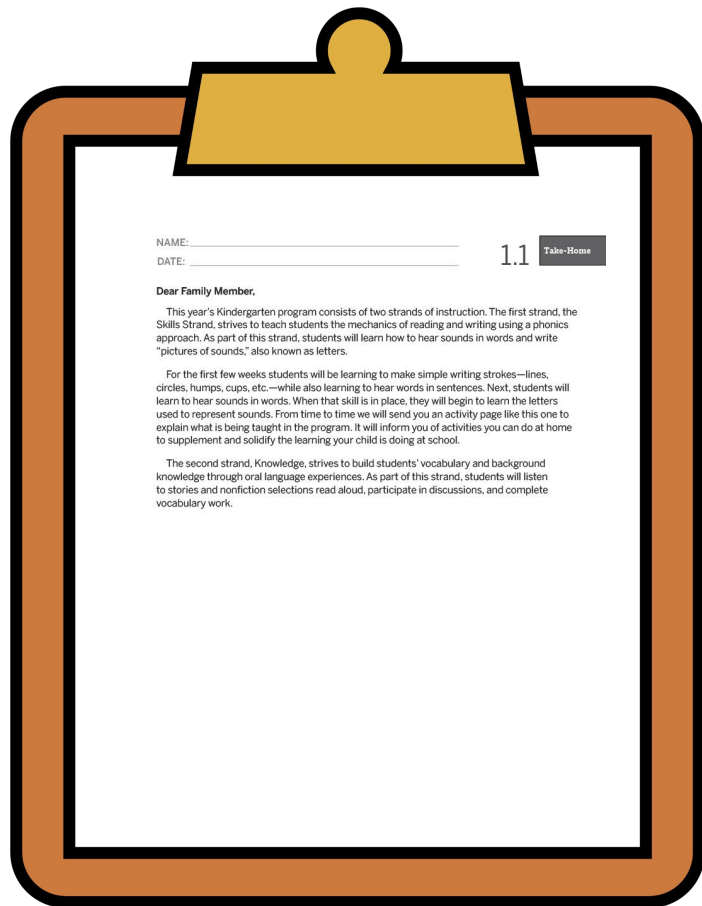 NAME:
DATE:
1.1 Take-Home
Dear Family Member,
This year's Kindergarten program consists of two strands of instruction. The first strand, the
Skills Strand, strives to teach students the mechanics of reading and writing using a phonics
approach. As part of this strand, students will learn how to hear sounds in words and write
“pictures of sounds,” also known as letters.
For the first few weeks students will be learning to make simple writing strokes—lines,
circles, humps, cups, etc.—while also learning to hear words in sentences. Next, students will
learn to hear sounds in words. When that skill is in place, they will begin to learn the letters
used to represent sounds. From time to time we will send you an activity page like this one to
explain what is being taught in the program. It will inform you of activities you can do at home
to supplement and solidify the learning your child is doing at school.
The second strand, Knowledge, strives to build students' vocabulary and background
knowledge through oral language experiences. As part of this strand, students will listen
to stories and nonfiction selections read aloud, participate in discussions, and complete
vocabulary work.